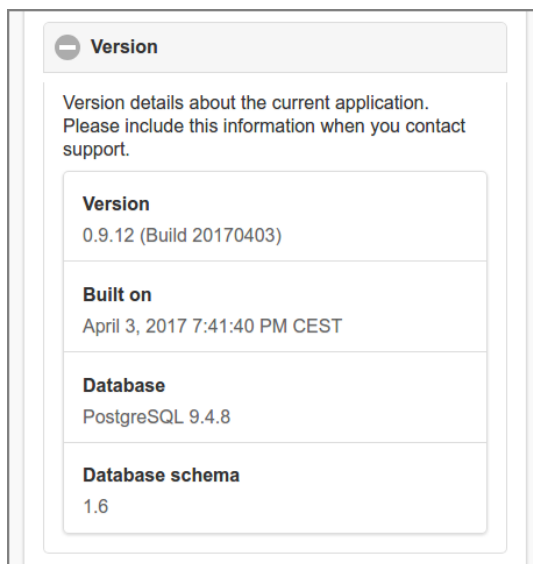 Version
Version details about the current application.
Please include this information when you contact
support.
Version
0.9.12 (Build 20170403)
Built on
April 3, 2017 7:41:40 PM CEST
Database
PostgreSQL 9.4.8
Database schema
1.6